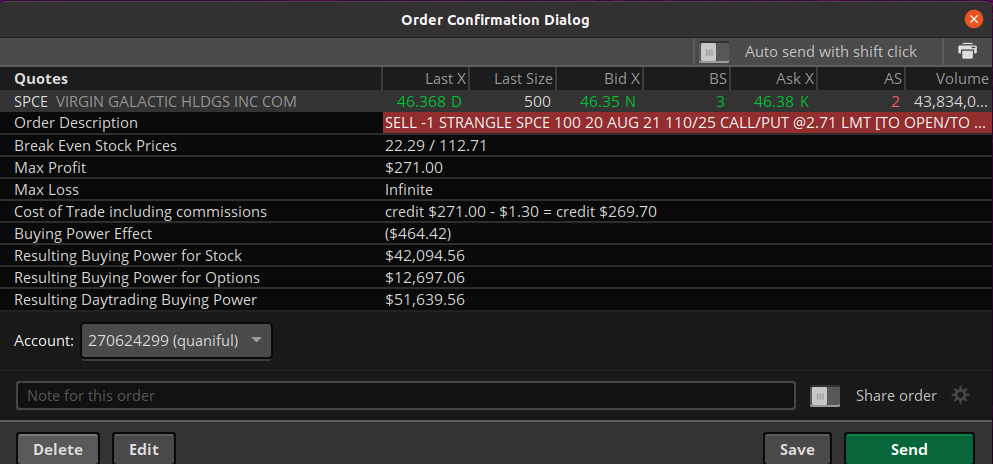 Order Confirmation Dialog
Auto send with shift click
Quotes Last X Last Size Bid X BS Ask X AS Volume
SPCE VIRGIN GALACTIC HLDGS INC COM 46.368 D 500 46.35 N 3 46.38 K 2 43,834,0...
Order Description SELL -1 STRANGLE SPCE 100 20 AUG 21 110/25 CALL/PUT @2.71 LMT [TO OPEN/TO ...
Break Even Stock Prices 22.29 / 112.71
Max Profit $271.00
Max Loss Infinite
Cost of Trade including commissions credit $271.00 - $1.30 = credit $269.70
Buying Power Effect ($464.42)
Resulting Buying Power for Stock $42,094.56
Resulting Buying Power for Options $12,697.06
Resulting Daytrading Buying Power $51,639.56
Account: 270624299 (quaniful)
Note for this order Share order
Delete Edit Save Send